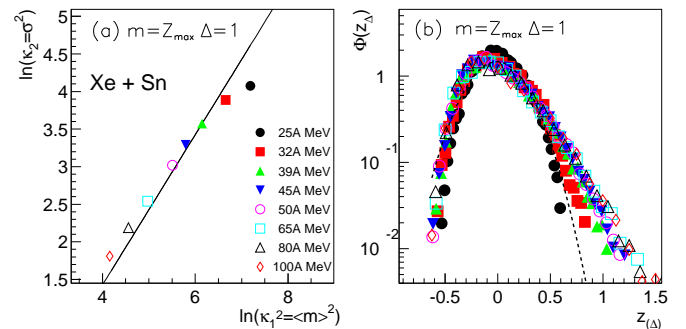 (a) m=Z_max Δ=1
ln(κ₂=σ²)
Xe + Sn
5
4.5
4
3.5
3
2.5
2
1.5
25A MeV
32A MeV
39A MeV
45A MeV
50A MeV
65A MeV
80A MeV
100A MeV
4
6
8
ln(κ₁²=<m>²)
(b) m=Z_max Δ=1
Φ(z_Δ)
1
10⁻¹
10⁻²
-0.5
0
0.5
1
1.5
z_(Δ)